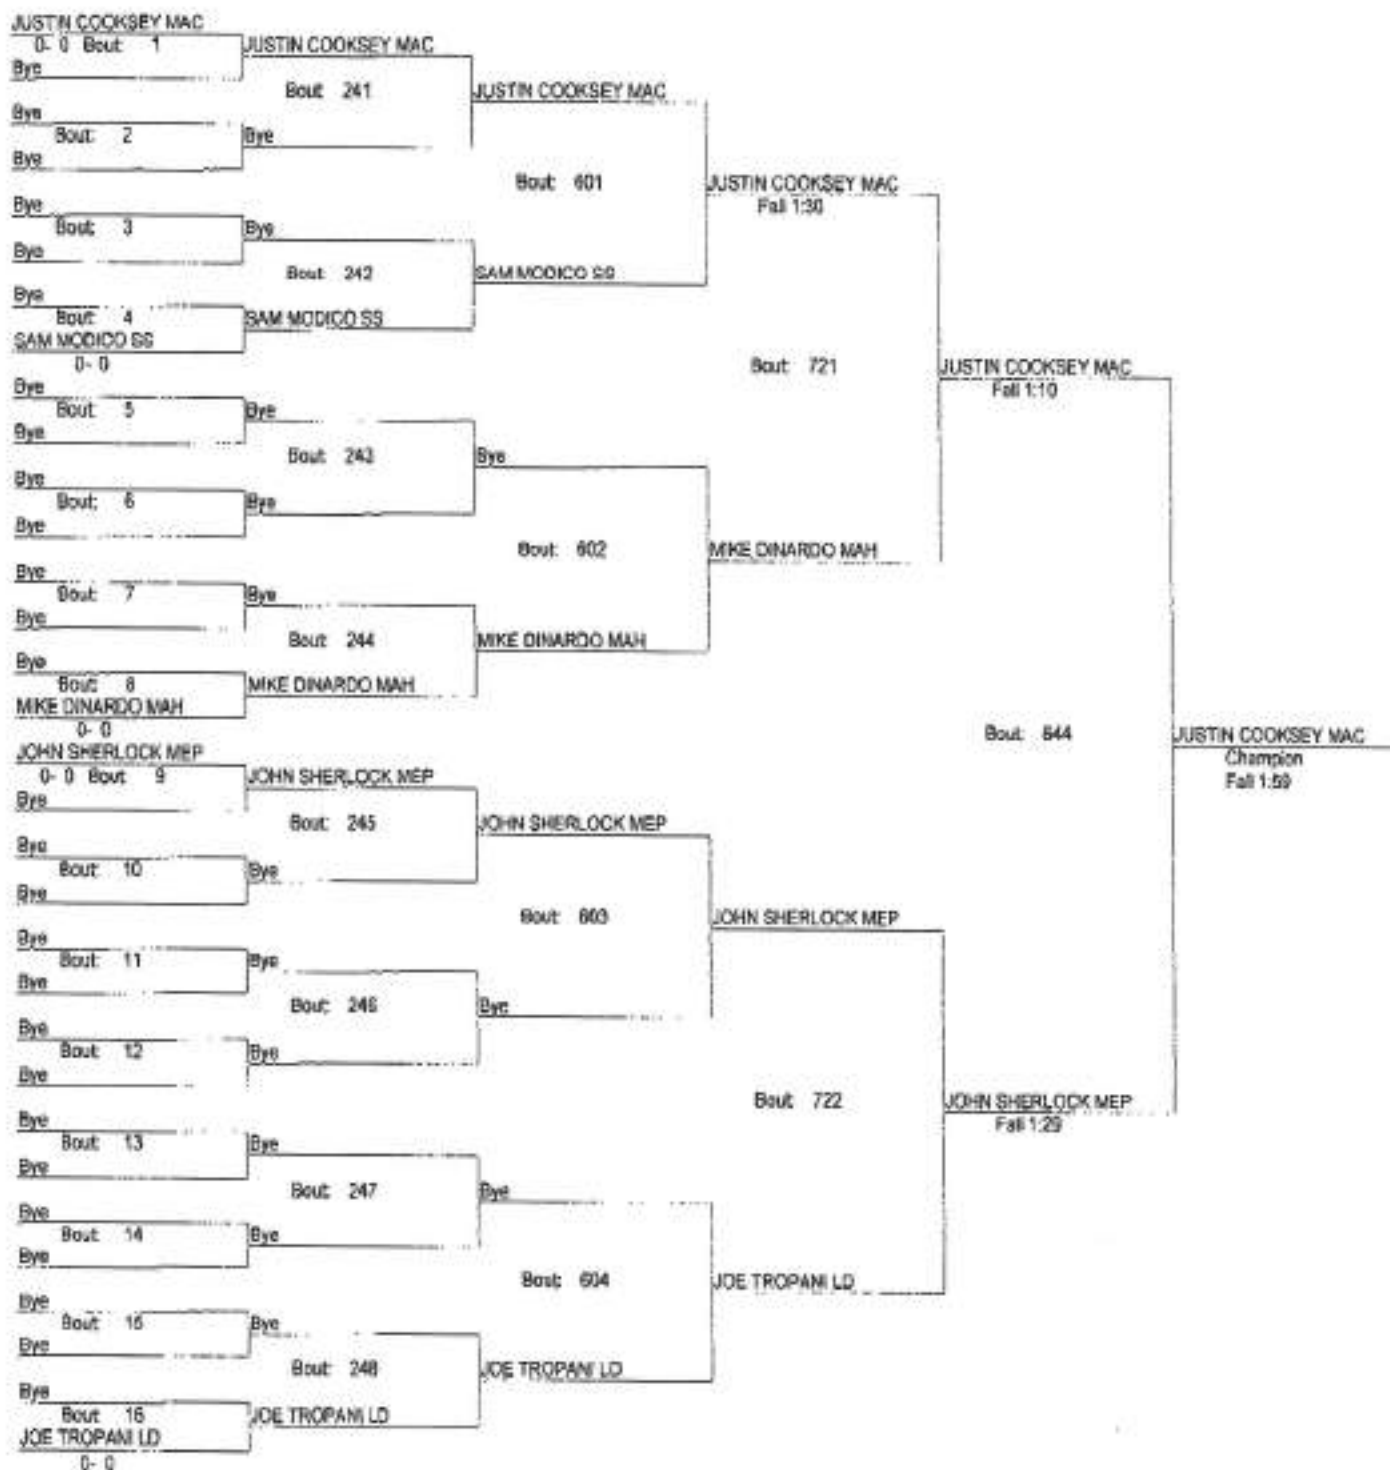 JUSTIN COOKSEY MAC
0- 0 Bout 1
JUSTIN COOKSEY MAC
Bye
Bout 241
JUSTIN COOKSEY MAC
Bye
Bout: 2
Bye
Bye
Bout: 601
JUSTIN COOKSEY MAC
Fall 1:30
Bye
Bout: 3
Bye
Bye
Bout: 242
SAM MODICO SS
Bye
Bout: 4
SAM MODICO SS
SAM MODICO SS
0- 0
Bout: 721
JUSTIN COOKSEY MAC
Fall 1:10
Bye
Bout: 5
Bye
Bye
Bout: 243
Bye
Bye
Bout: 6
Bye
Bye
Bout: 602
MIKE DINARDO MAH
Bye
Bout: 7
Bye
Bye
Bout: 244
MIKE DINARDO MAH
Bye
Bout: 8
MIKE DINARDO MAH
MIKE DINARDO MAH
0- 0
Bout: 844
JUSTIN COOKSEY MAC
Champion
Fall 1:59
JOHN SHERLOCK MEP
0- 0 Bout 9
JOHN SHERLOCK MEP
Bye
Bout: 245
JOHN SHERLOCK MEP
Bye
Bout: 10
Bye
Bye
Bout: 603
JOHN SHERLOCK MEP
Bye
Bout: 11
Bye
Bye
Bout: 246
Bye
Bye
Bout: 12
Bye
Bye
Bout: 722
JOHN SHERLOCK MEP
Fall 1:29
Bye
Bout: 13
Bye
Bye
Bout: 247
Bye
Bye
Bout: 14
Bye
Bye
Bout: 604
JOE TROPANI LD
Bye
Bout: 15
Bye
Bye
Bout: 248
JOE TROPANI LD
Bye
Bout: 16
JOE TROPANI LD
JOE TROPANI LD
0- 0